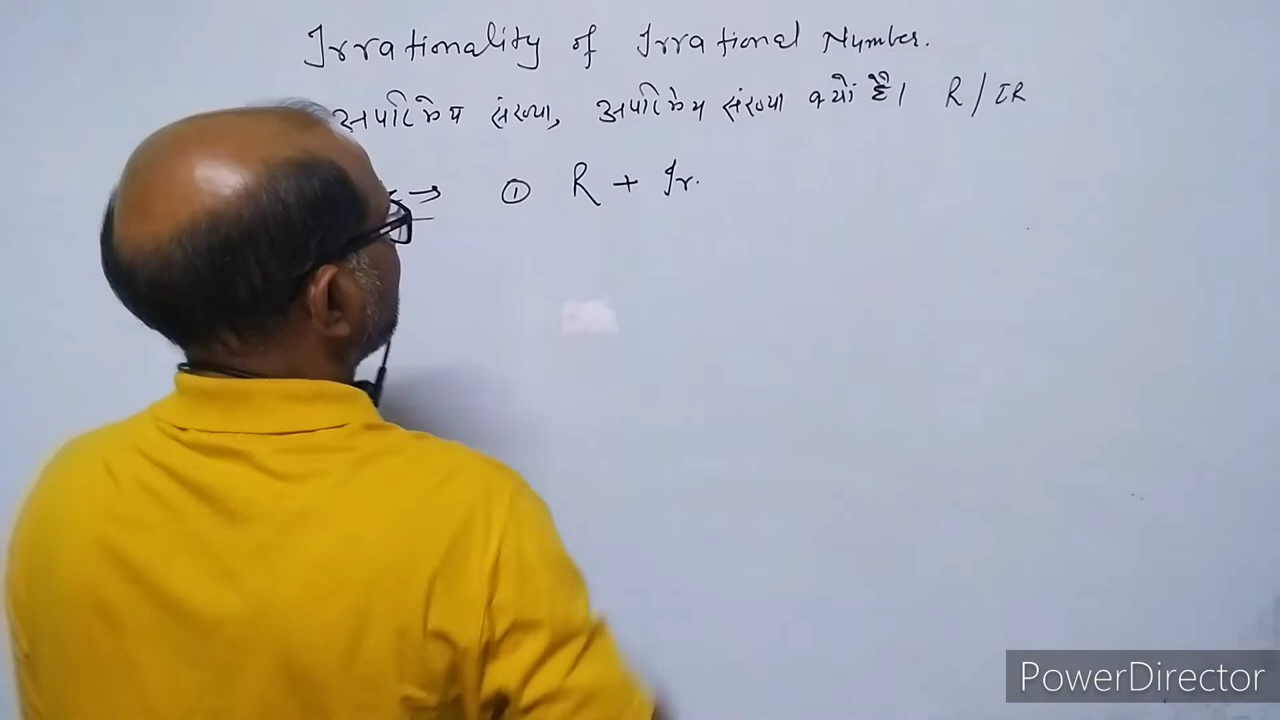 Irrationality of Irrational Number.
अपरिमेय संख्या, अपरिमेय संख्या क्यों है। R/IR
→ ① R + Ir.
PowerDirector